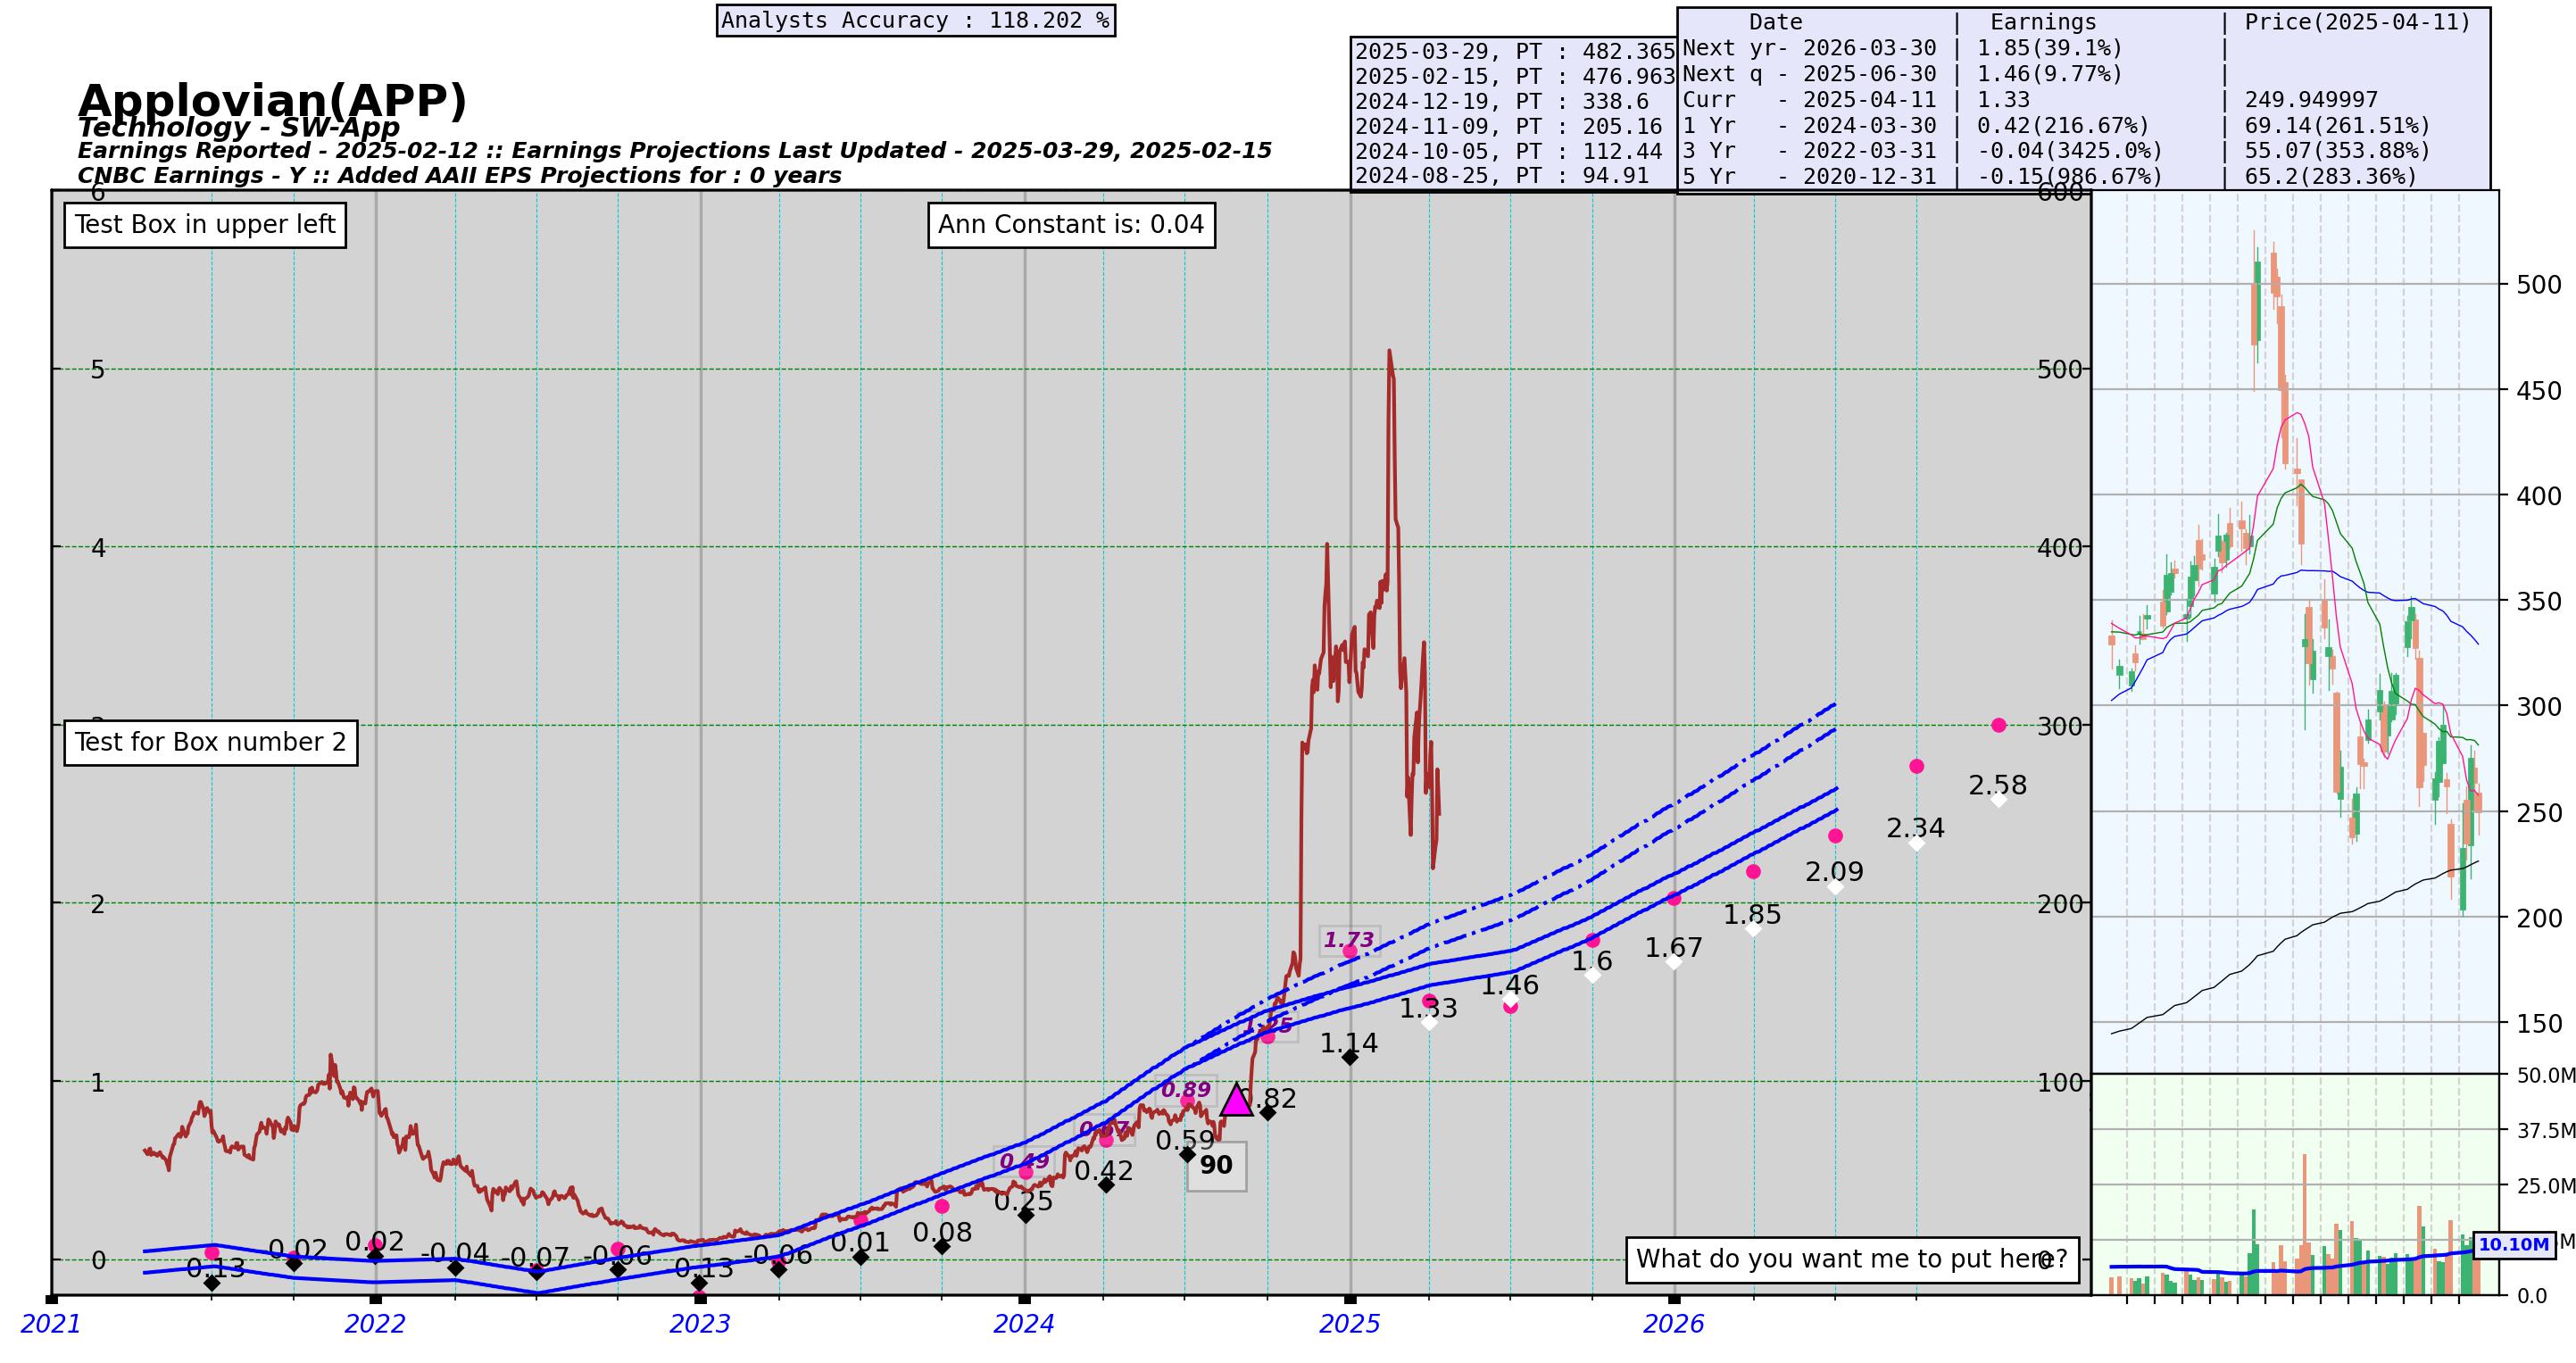 Analysts Accuracy : 118.202 %
Applovian(APP)
Technology - SW-App
Earnings Reported - 2025-02-12 :: Earnings Projections Last Updated - 2025-03-29, 2025-02-15
CNBC Earnings - Y :: Added AAII EPS Projections for : 0 years
2025-03-29, PT : 482.365
2025-02-15, PT : 476.963
2024-12-19, PT : 338.6
2024-11-09, PT : 205.16
2024-10-05, PT : 112.44
2024-08-25, PT : 94.91
Date | Earnings | Price(2025-04-11)
Next yr- 2026-03-30 | 1.85(39.1%) |
Next q - 2025-06-30 | 1.46(9.77%) |
Curr - 2025-04-11 | 1.33 | 249.949997
1 Yr - 2024-03-30 | 0.42(216.67%) | 69.14(261.51%)
3 Yr - 2022-03-31 | -0.04(3425.0%) | 55.07(353.88%)
5 Yr - 2020-12-31 | -0.15(986.67%) | 65.2(283.36%)
Test Box in upper left
Ann Constant is: 0.04
Test for Box number 2
What do you want me to put here?
6
5
4
3
2
1
0
600
500
400
300
200
100
0
0.13
0.02
0.02
-0.04
-0.07
-0.06
-0.13
-0.06
0.01
0.08
0.25
0.42
0.59
0.82
1.14
1.33
1.46
1.6
1.67
1.85
2.09
2.34
2.58
0.49
0.67
0.89
1.25
1.73
90
2021
2022
2023
2024
2025
2026
500
450
400
350
300
250
200
150
50.0M
37.5M
25.0M
10.10M
0.0